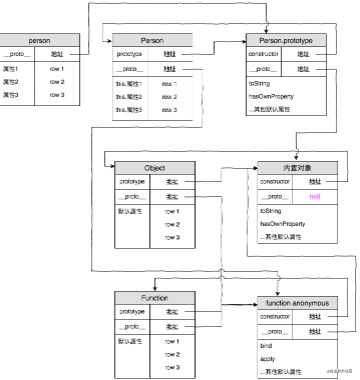 person
__proto__ 地址
属性1 row 1
属性2 row 2
属性3 row 3
Person
prototype 地址
__proto__ 地址
this.属性1 row 1
this.属性2 row 2
this.属性3 row 3
Person.prototype
constructor 地址
__proto__ 地址
toString
hasOwnProperty
...其他默认属性
Object
prototype 地址
__proto__ 地址
默认属性 row 1
row 2
row 3
内置对象
constructor 地址
__proto__ null
toString
hasOwnProperty
...其他默认属性
Function
prototype 地址
__proto__ 地址
默认属性 row 1
row 2
row 3
function anonymous
constructor 地址
__proto__ 地址
bind
apply
...其他默认属性